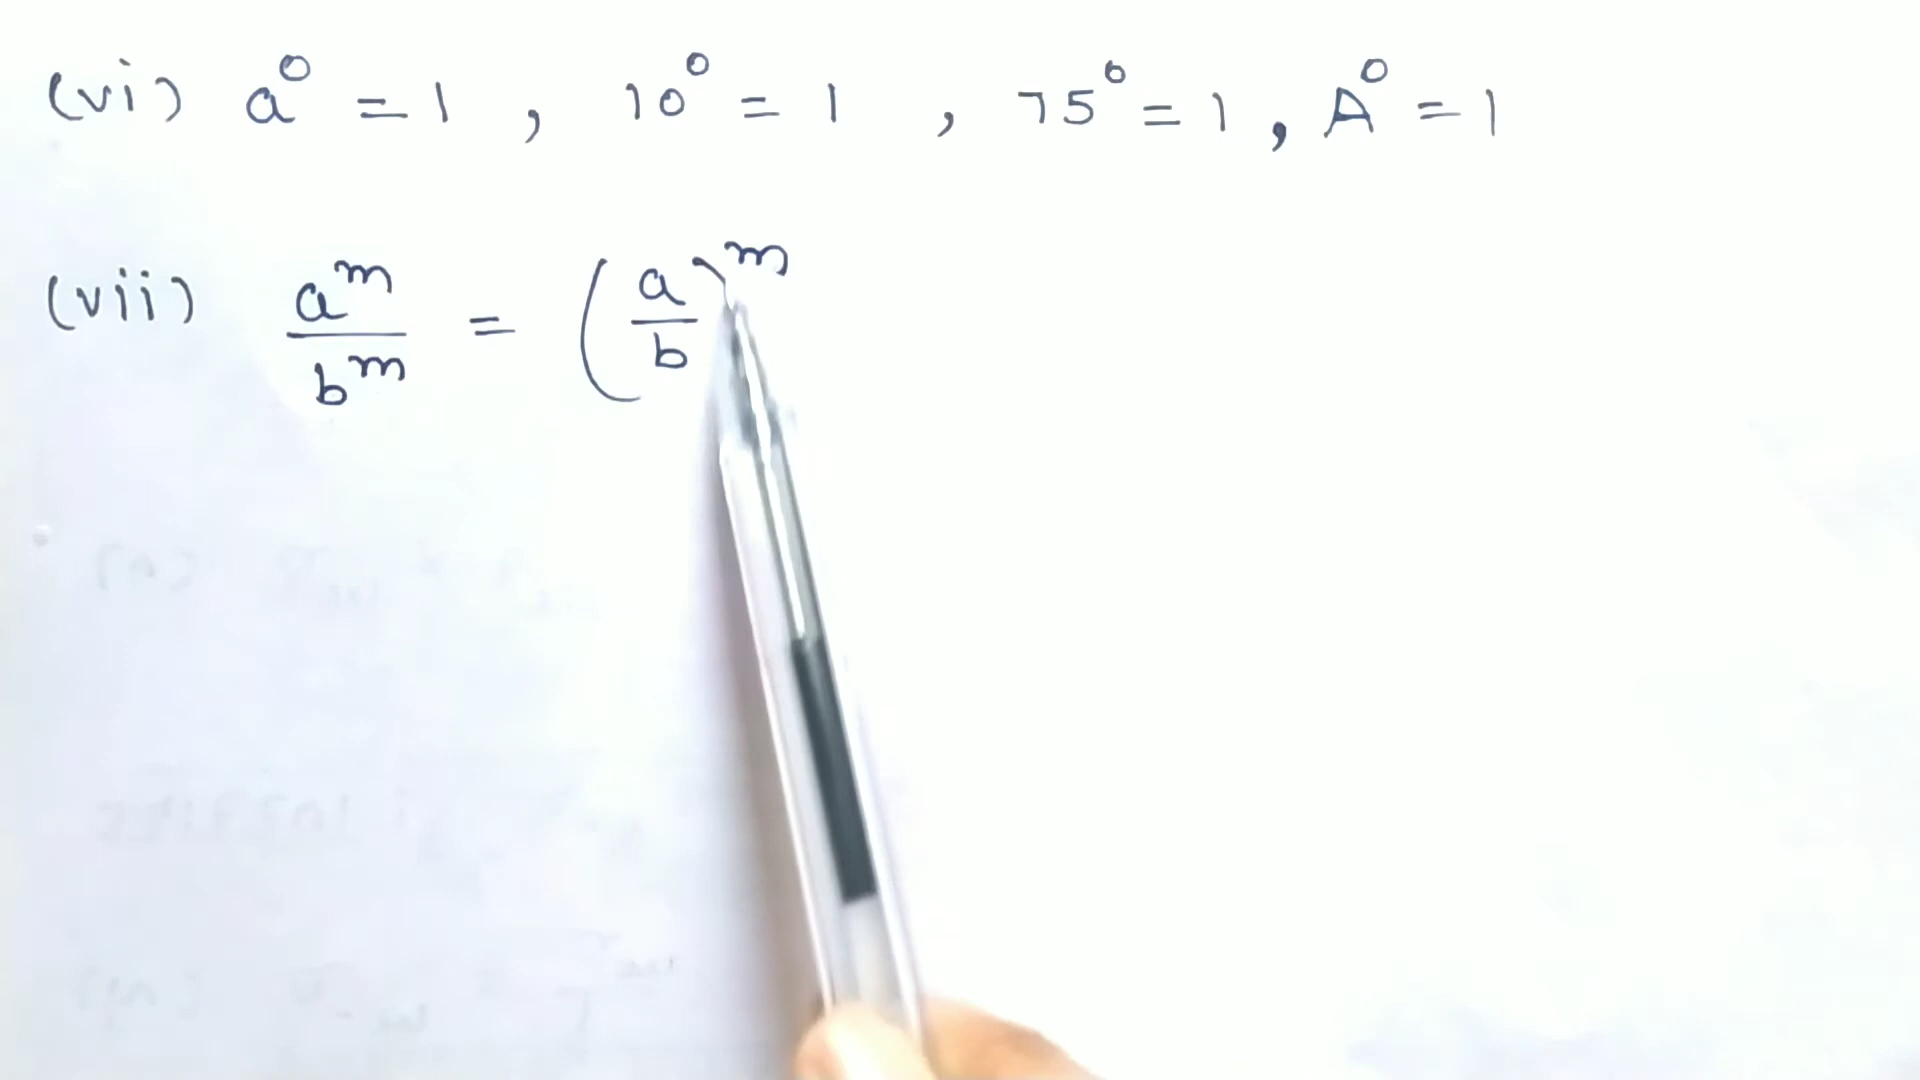 (vi) a⁰ = 1 , 10⁰ = 1 , 75⁰ = 1 , A⁰ = 1
(vii) aᵐ/bᵐ = (a/b)ᵐ